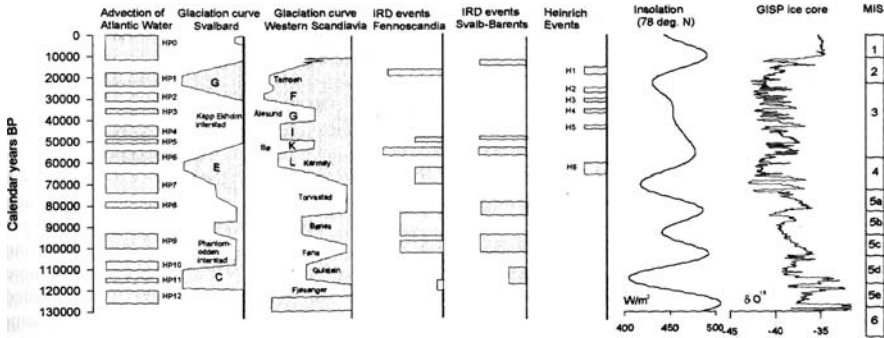 Advection of
Atlantic Water
Glaciation curve
Svalbard
Glaciation curve
Western Scandiavia
IRD events
Fennoscandia
IRD events
Svalb-Barents
Heinrich
Events
Insolation
(78 deg. N)
GISP ice core
MIS
Calendar years BP
0
10000
20000
30000
40000
50000
60000
70000
80000
90000
100000
110000
120000
130000
HP0
HP1
HP2
HP3
HP4
HP5
HP6
HP7
HP8
HP9
HP10
HP11
HP12
G
Kapp Ekholm
interstad
E
Phantom-
odden
interstad
C
Tampen
F
Alesund
G
I
K
Bø
L
Karmøy
Torvastad
Bønes
Fana
Gulstein
Fjøsanger
H1
H2
H3
H4
H5
H6
W/m²
400
450
500
δ O¹⁸
-45
-40
-35
1
2
3
4
5a
5b
5c
5d
5e
6